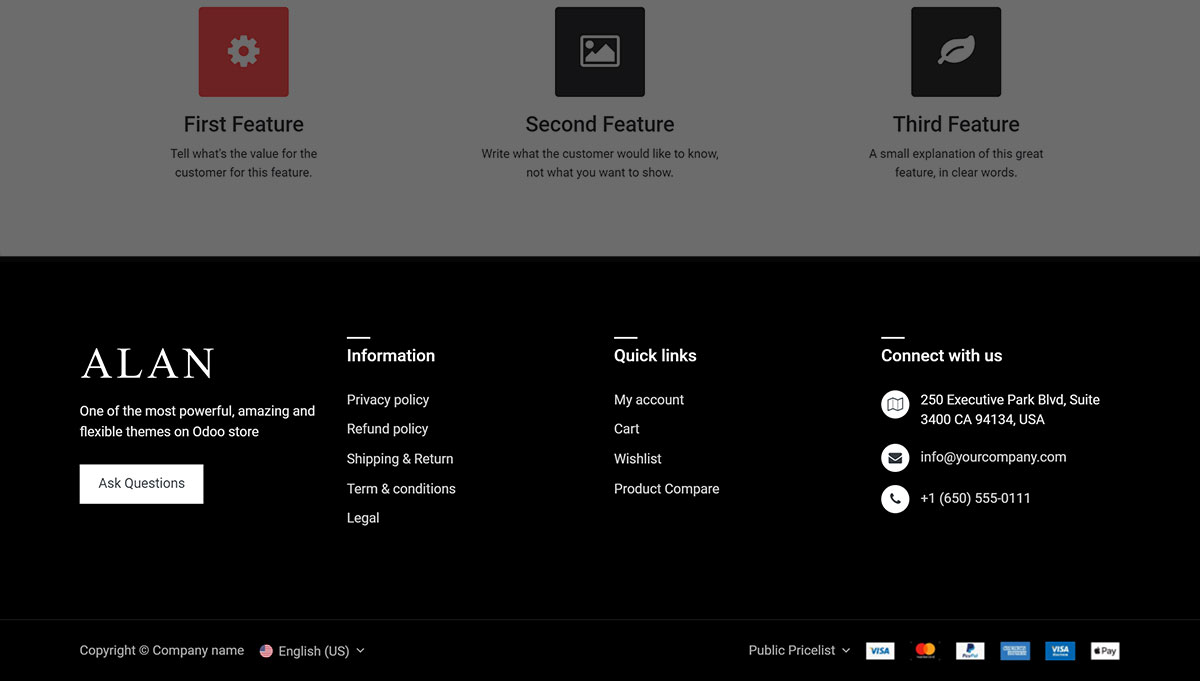 First Feature
Tell what's the value for the
customer for this feature.
Second Feature
Write what the customer would like to know,
not what you want to show.
Third Feature
A small explanation of this great
feature, in clear words.
ALAN
One of the most powerful, amazing and
flexible themes on Odoo store
Ask Questions
Information
Privacy policy
Refund policy
Shipping & Return
Term & conditions
Legal
Quick links
My account
Cart
Wishlist
Product Compare
Connect with us
250 Executive Park Blvd, Suite
3400 CA 94134, USA
info@yourcompany.com
+1 (650) 555-0111
Copyright © Company name
English (US)
Public Pricelist
VISA
PayPal
VISA
Pay